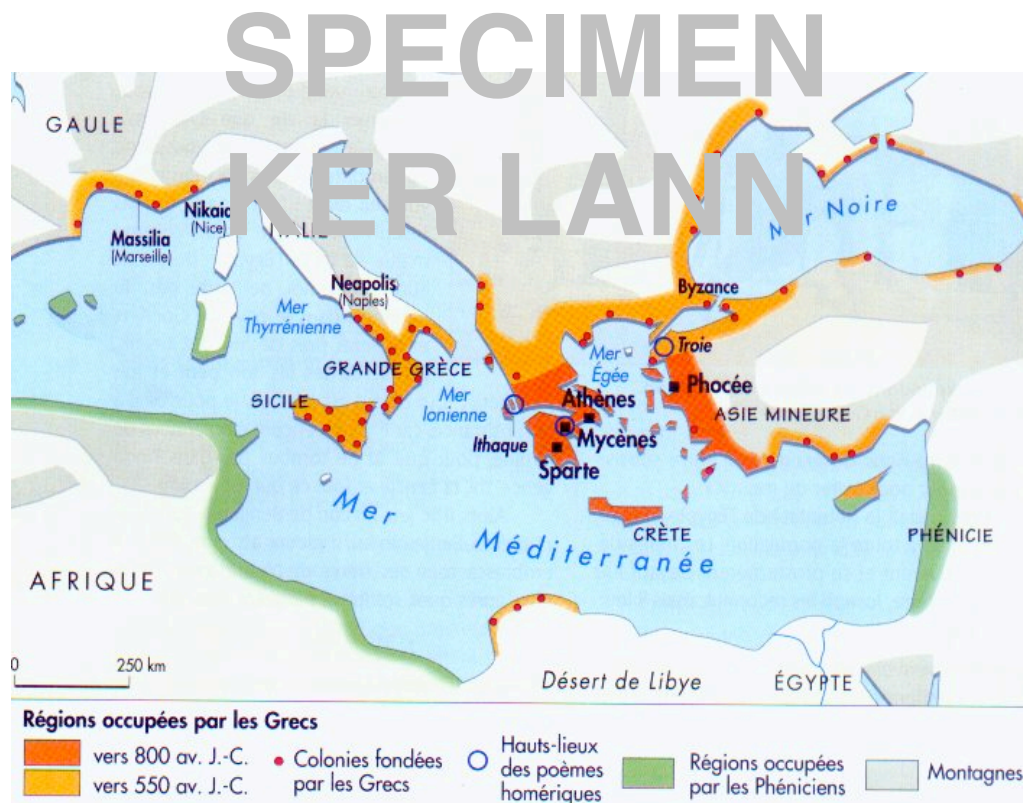 SPECIMEN
KER LANN
GAULE
Massilia
(Marseille)
Nikaia
(Nice)
ITALIE
Neapolis
(Naples)
Mer
Thyrrénienne
GRANDE GRÈCE
SICILE
Mer
Ionienne
Ithaque
Mer Noire
Byzance
Troie
Mer
Égée
Phocée
Athènes
ASIE MINEURE
Mycènes
Sparte
CRÈTE
PHÉNICIE
Mer Méditerranée
AFRIQUE
0 250 km
Désert de Libye
ÉGYPTE
Régions occupées par les Grecs
vers 800 av. J.-C.
vers 550 av. J.-C.
Colonies fondées
par les Grecs
Hauts-lieux
des poèmes
homériques
Régions occupées
par les Phéniciens
Montagnes